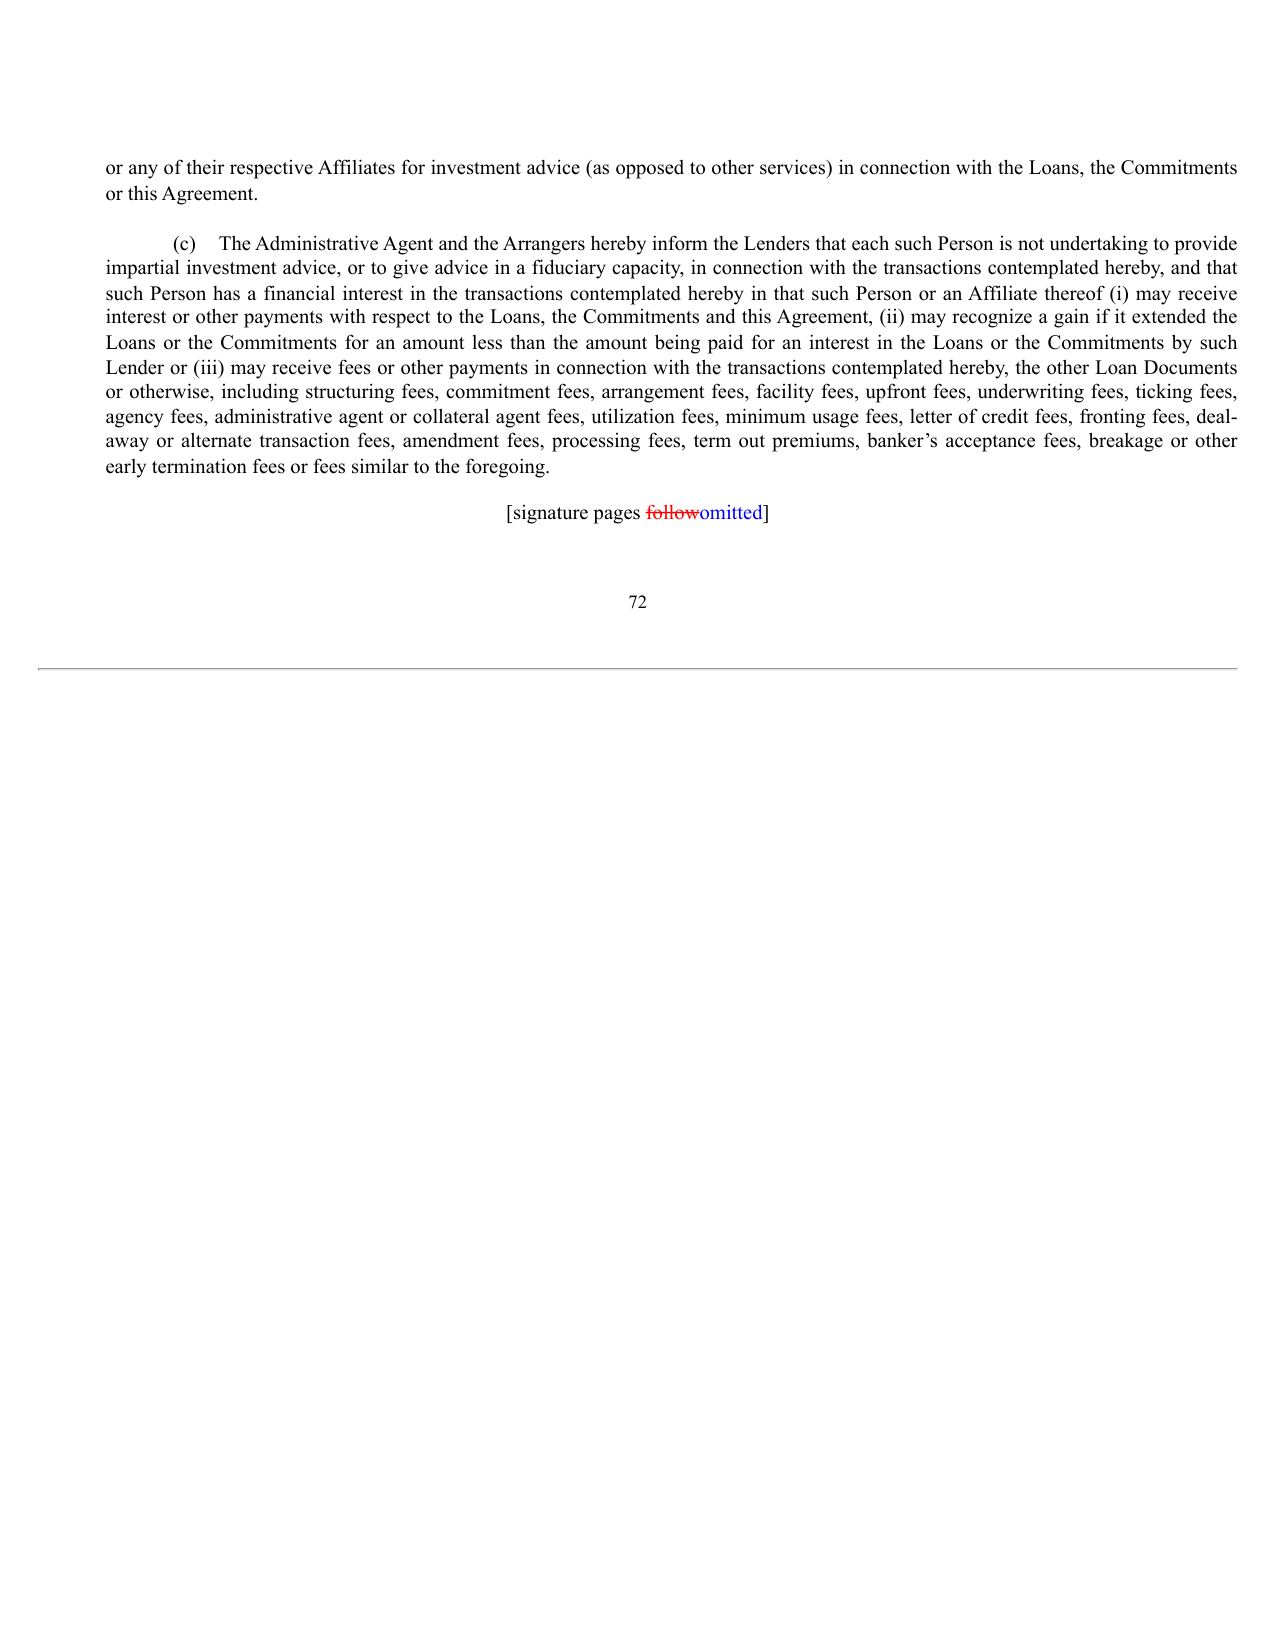 or any of their respective Affiliates for investment advice (as opposed to other services) in connection with the Loans, the Commitments
or this Agreement.
(c) The Administrative Agent and the Arrangers hereby inform the Lenders that each such Person is not undertaking to provide
impartial investment advice, or to give advice in a fiduciary capacity, in connection with the transactions contemplated hereby, and that
such Person has a financial interest in the transactions contemplated hereby in that such Person or an Affiliate thereof (i) may receive
interest or other payments with respect to the Loans, the Commitments and this Agreement, (ii) may recognize a gain if it extended the
Loans or the Commitments for an amount less than the amount being paid for an interest in the Loans or the Commitments by such
Lender or (iii) may receive fees or other payments in connection with the transactions contemplated hereby, the other Loan Documents
or otherwise, including structuring fees, commitment fees, arrangement fees, facility fees, upfront fees, underwriting fees, ticking fees,
agency fees, administrative agent or collateral agent fees, utilization fees, minimum usage fees, letter of credit fees, fronting fees, deal-
away or alternate transaction fees, amendment fees, processing fees, term out premiums, banker’s acceptance fees, breakage or other
early termination fees or fees similar to the foregoing.
[signature pages followomitted]
72